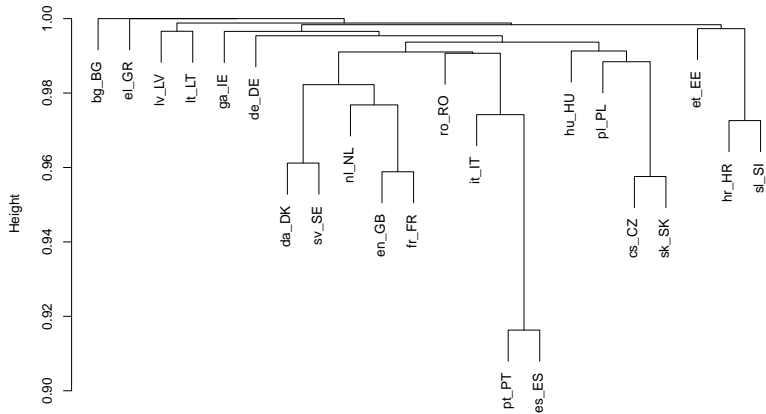 Height
1.00
0.98
0.96
0.94
0.92
0.90
bg_BG
el_GR
lv_LV
lt_LT
ga_IE
de_DE
da_DK
sv_SE
nl_NL
en_GB
fr_FR
ro_RO
it_IT
pt_PT
es_ES
hu_HU
pl_PL
cs_CZ
sk_SK
et_EE
hr_HR
sl_SI